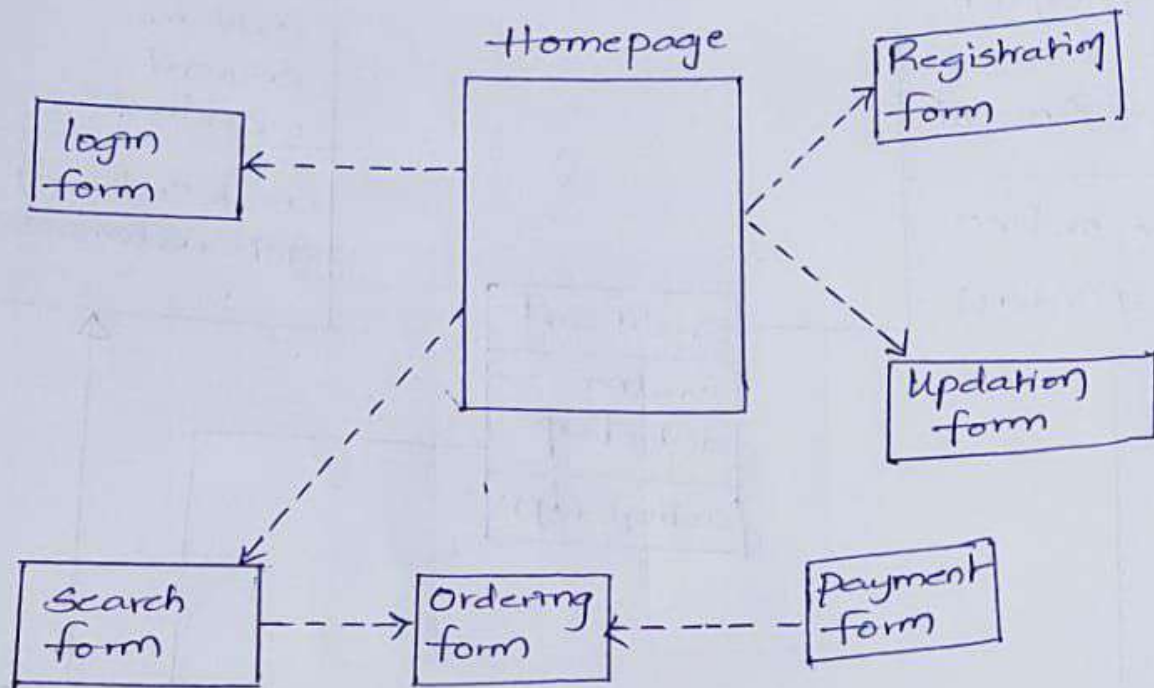 Homepage
Registration
form
login
form
Updation
form
Search
form
Ordering
form
payment
form